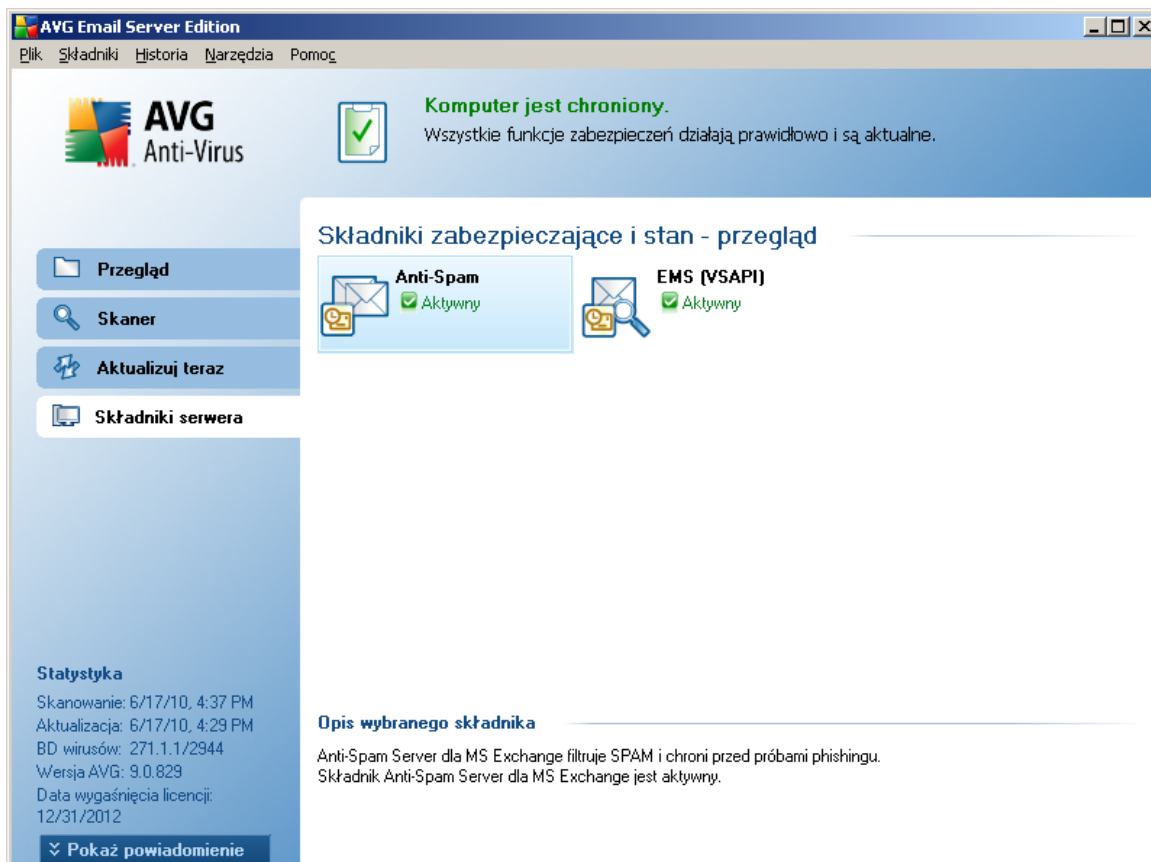 AVG Email Server Edition
Plik Składniki Historia Narzędzia Pomoc
AVG
Anti-Virus
Komputer jest chroniony.
Wszystkie funkcje zabezpieczeń działają prawidłowo i są aktualne.
Przegląd
Skaner
Aktualizuj teraz
Składniki serwera
Składniki zabezpieczające i stan - przegląd
Anti-Spam
Aktywny
EMS (VSAPI)
Aktywny
Statystyka
Skanowanie: 6/17/10, 4:37 PM
Aktualizacja: 6/17/10, 4:29 PM
BD wirusów: 271.1.1/2944
Wersja AVG: 9.0.829
Data wygaśnięcia licencji:
12/31/2012
Pokaż powiadomienie
Opis wybranego składnika
Anti-Spam Server dla MS Exchange filtruje SPAM i chroni przed próbami phishingu.
Składnik Anti-Spam Server dla MS Exchange jest aktywny.